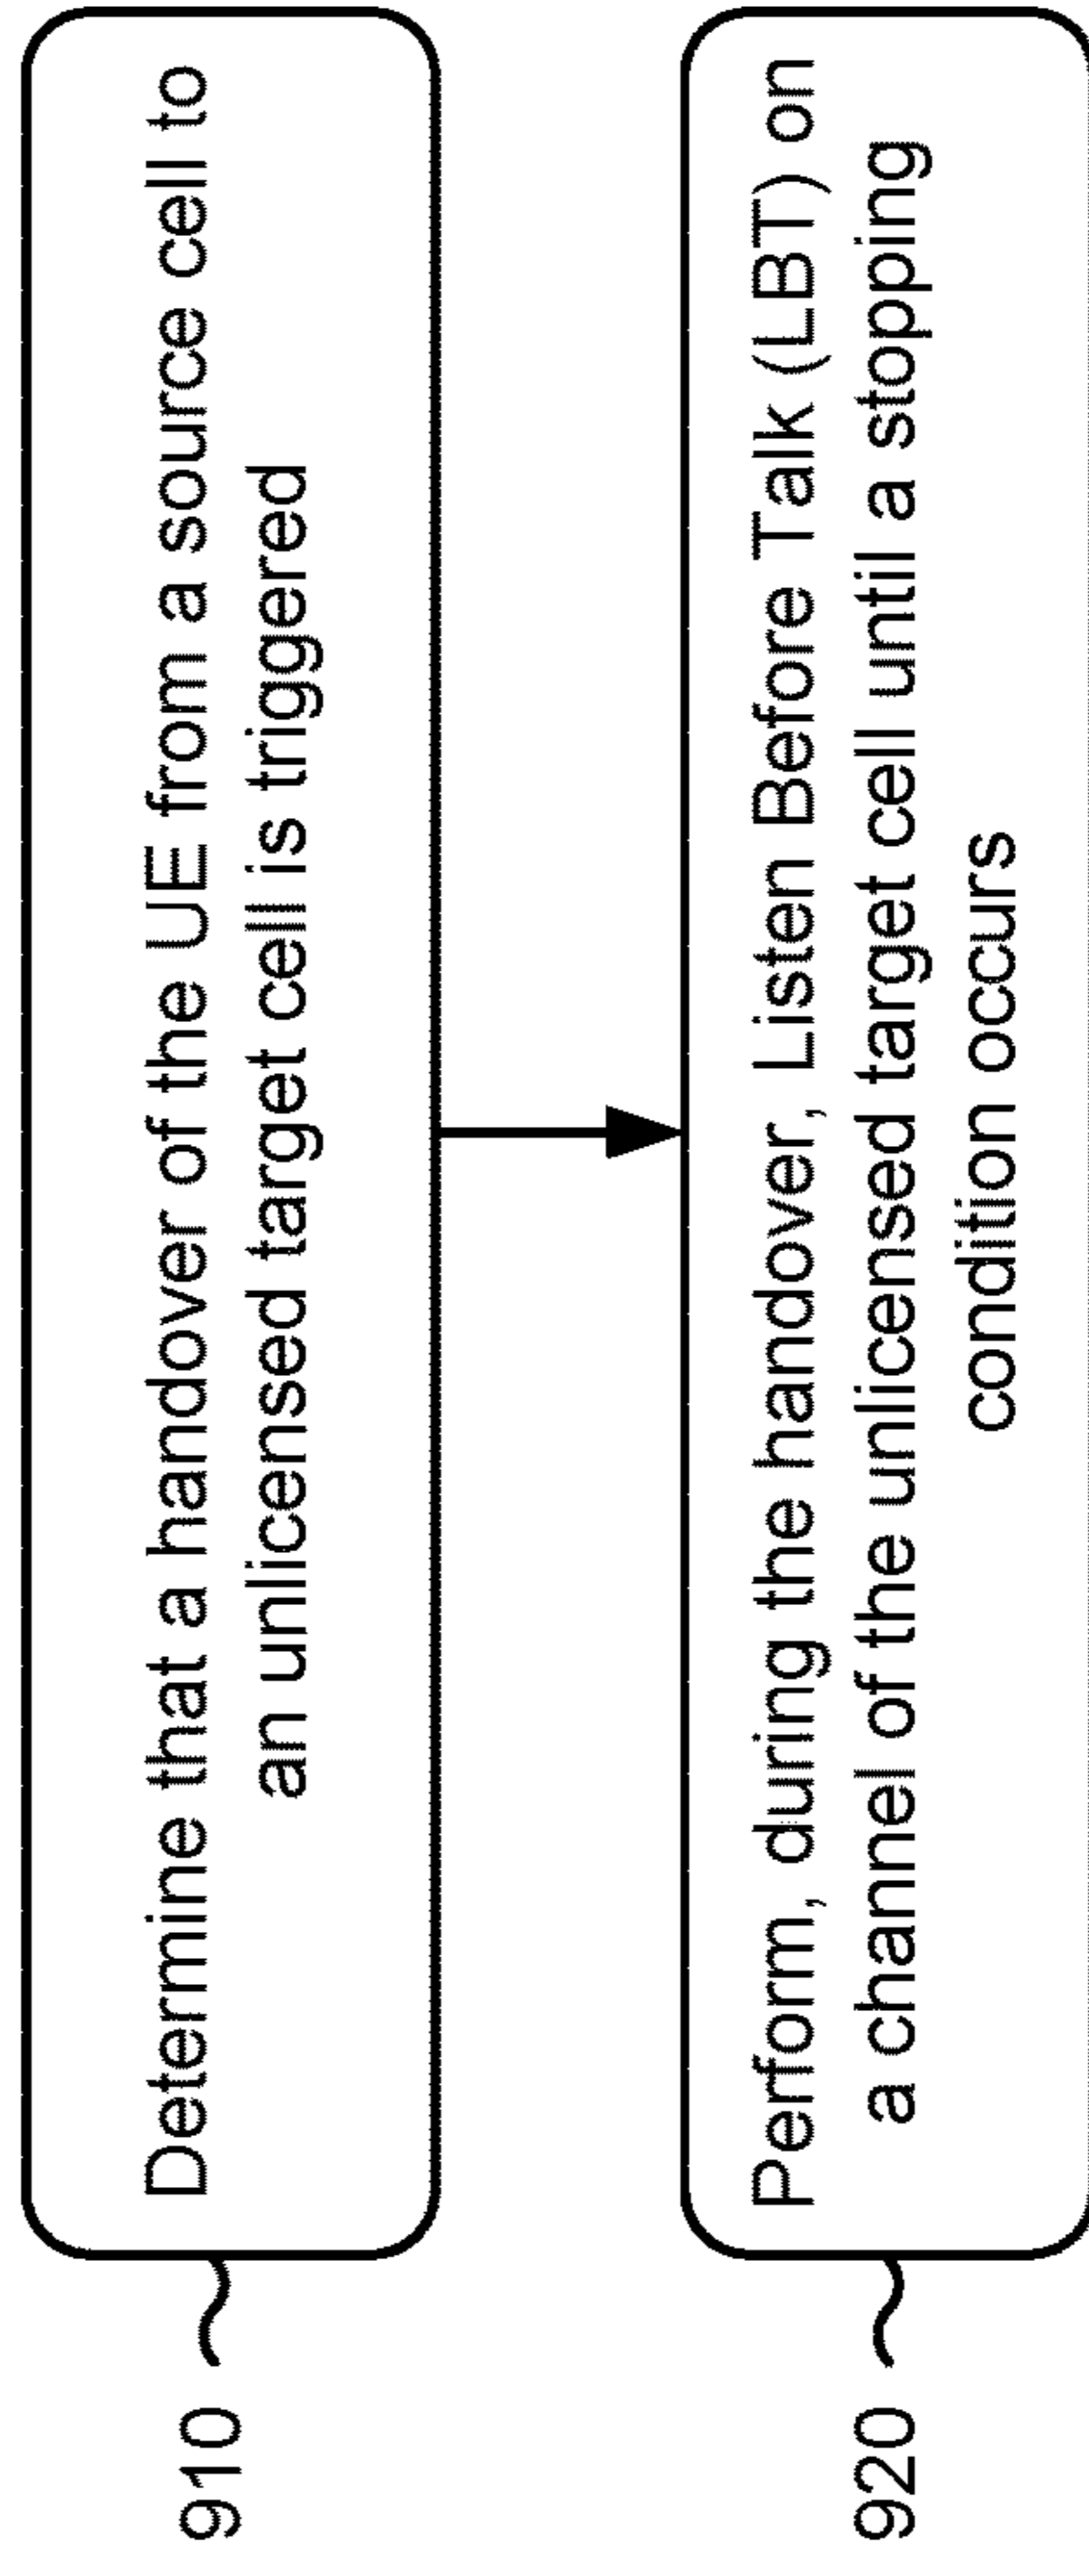 910
Determine that a handover of the UE from a source cell to
an unlicensed target cell is triggered
920
Perform, during the handover, Listen Before Talk (LBT) on
a channel of the unlicensed target cell until a stopping
condition occurs